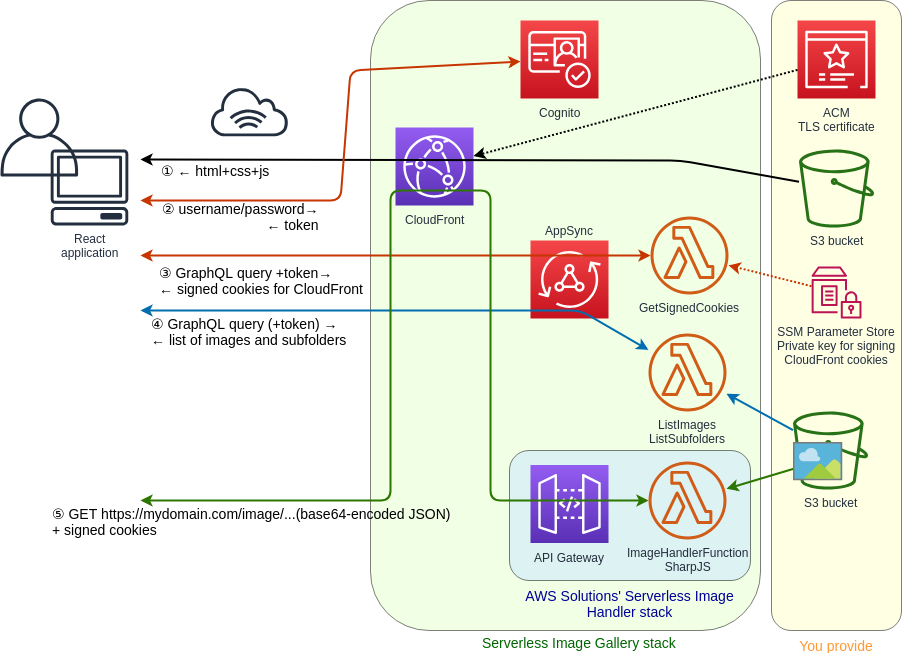 Cognito
ACM
TLS certificate
① ← html+css+js
② username/password→
← token
CloudFront
React
application
AppSync
S3 bucket
③ GraphQL query +token→
← signed cookies for CloudFront
GetSignedCookies
④ GraphQL query (+token) →
← list of images and subfolders
SSM Parameter Store
Private key for signing
CloudFront cookies
ListImages
ListSubfolders
S3 bucket
⑤ GET https://mydomain.com/image/...(base64-encoded JSON)
+ signed cookies
API Gateway
ImageHandlerFunction
SharpJS
AWS Solutions' Serverless Image
Handler stack
Serverless Image Gallery stack
You provide